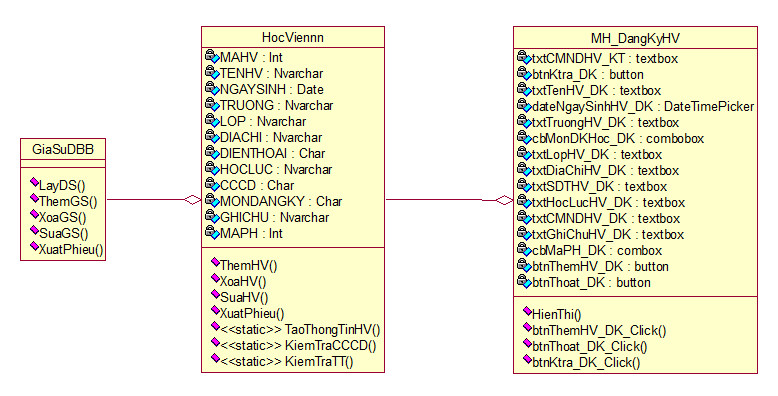 GiaSuDBB
LayDS()
ThemGS()
XoaGS()
SuaGS()
XuatPhieu()
HocViennn
MAHV : Int
TENHV : Nvarchar
NGAYSINH : Date
TRUONG : Nvarchar
LOP : Nvarchar
DIACHI : Nvarchar
DIENTHOAI : Char
HOCLUC : Nvarchar
CCCD : Char
MONDANGKY : Char
GHICHU : Nvarchar
MAPH : Int
ThemHV()
XoaHV()
SuaHV()
XuatPhieu()
<<static>> TaoThongTinHV()
<<static>> KiemTraCCCD()
<<static>> KiemTraTT()
MH_DangKyHV
txtCMNDHV_KT : textbox
btnKtra_DK : button
txtTenHV_DK : textbox
dateNgaySinhHV_DK : DateTimePicker
txtTruongHV_DK : textbox
cbMonDKHoc_DK : combobox
txtLopHV_DK : textbox
txtDiaChiHV_DK : textbox
txtSDTHV_DK : textbox
txtHocLucHV_DK : textbox
txtCMNDHV_DK : textbox
txtGhiChuHV_DK : textbox
cbMaPH_DK : combox
btnThemHV_DK : button
btnThoat_DK : button
HienThi()
btnThemHV_DK_Click()
btnThoat_DK_Click()
btnKtra_DK_Click()